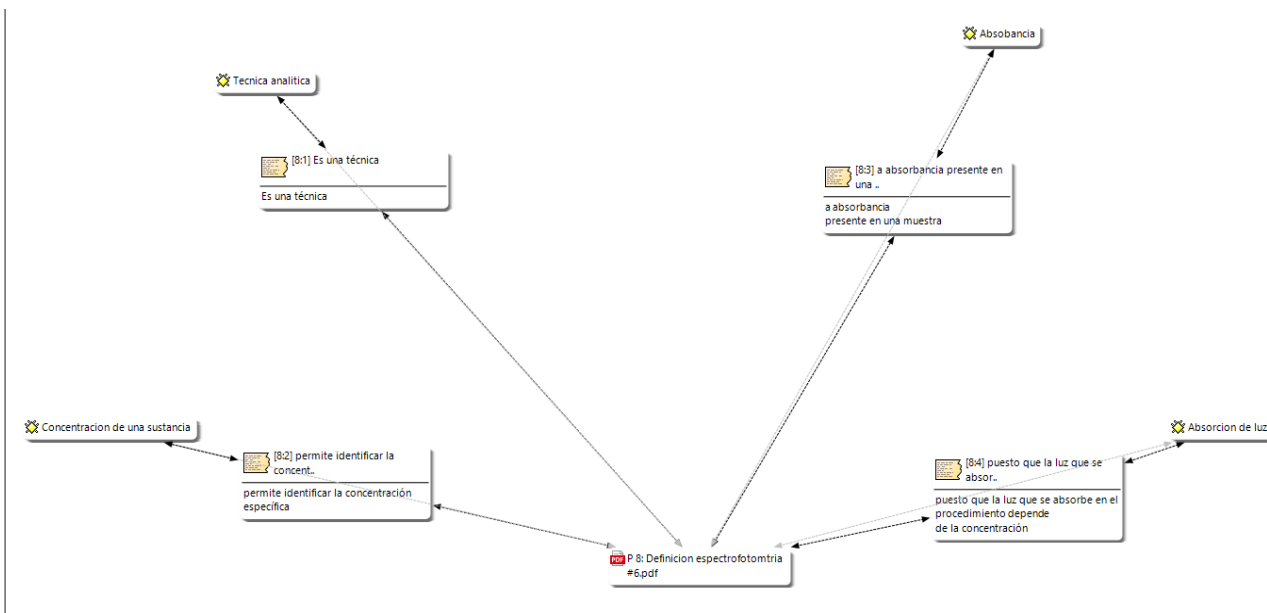 Absobancia
Tecnica analitica
[8:1] Es una técnica
Es una técnica
[8:3] a absorbancia presente en
una ..
a absorbancia
presente en una muestra
Concentracion de una sustancia
[8:2] permite identificar la
concent..
permite identificar la concentración
específica
Absorcion de luz
[8:4] puesto que la luz que se
absor..
puesto que la luz que se absorbe en el
procedimiento depende
de la concentración
PDF P 8: Definicion espectrofotomtria
#6.pdf